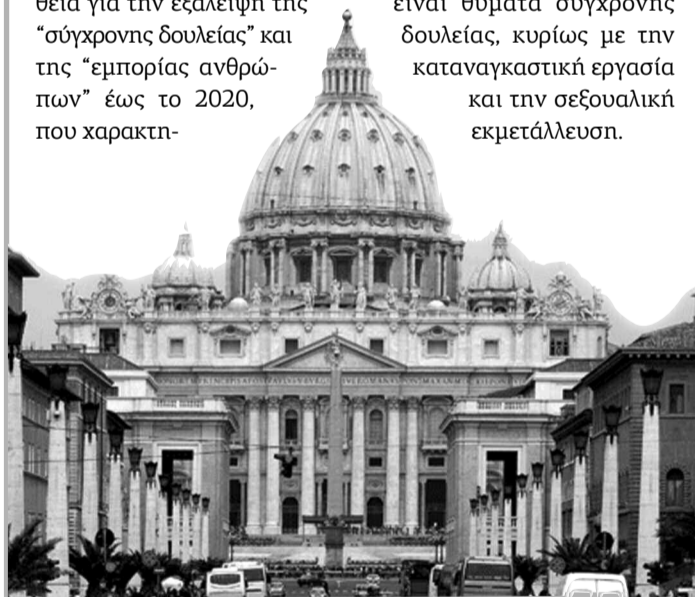 θεια για την εξάλειψη της
“σύγχρονης δουλείας” και
της “εμπορίας ανθρώ-
πων” έως το 2020,
που χαρακτη-
είναι θύματα σύγχρονης
δουλείας, κυρίως με την
καταναγκαστική εργασία
και την σεξουαλική
εκμετάλλευση.